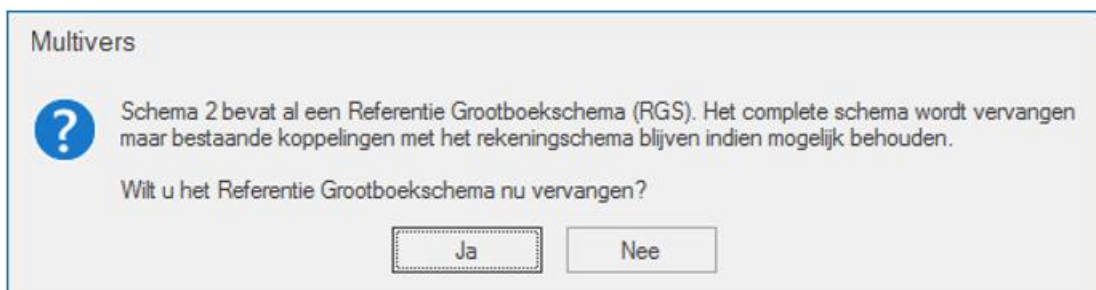 Multivers
Schema 2 bevat al een Referentie Grootboekschema (RGS). Het complete schema wordt vervangen
maar bestaande koppelingen met het rekeningschema blijven indien mogelijk behouden.
Wilt u het Referentie Grootboekschema nu vervangen?
Ja
Nee